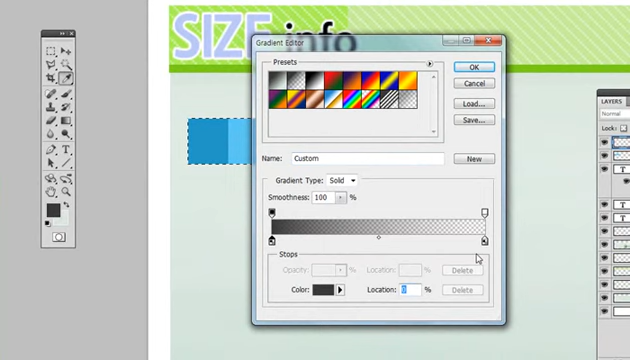 SIZE info
Gradient Editor
Presets
OK
Cancel
Load...
Save...
Name: Custom
New
Gradient Type: Solid
Smoothness: 100 %
Stops
Opacity: % Location: % Delete
Color: Location: 0 % Delete
LAYERS
Normal
Lock:
T
T
T
T